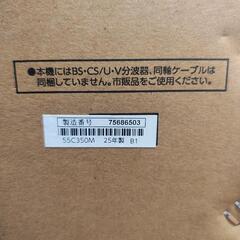 ●本機にはBS・CS/U・V分波器、同軸ケーブルは
同梱していません。市販品をご使用ください。
製造番号 75686503
55C350M 25年製 B1